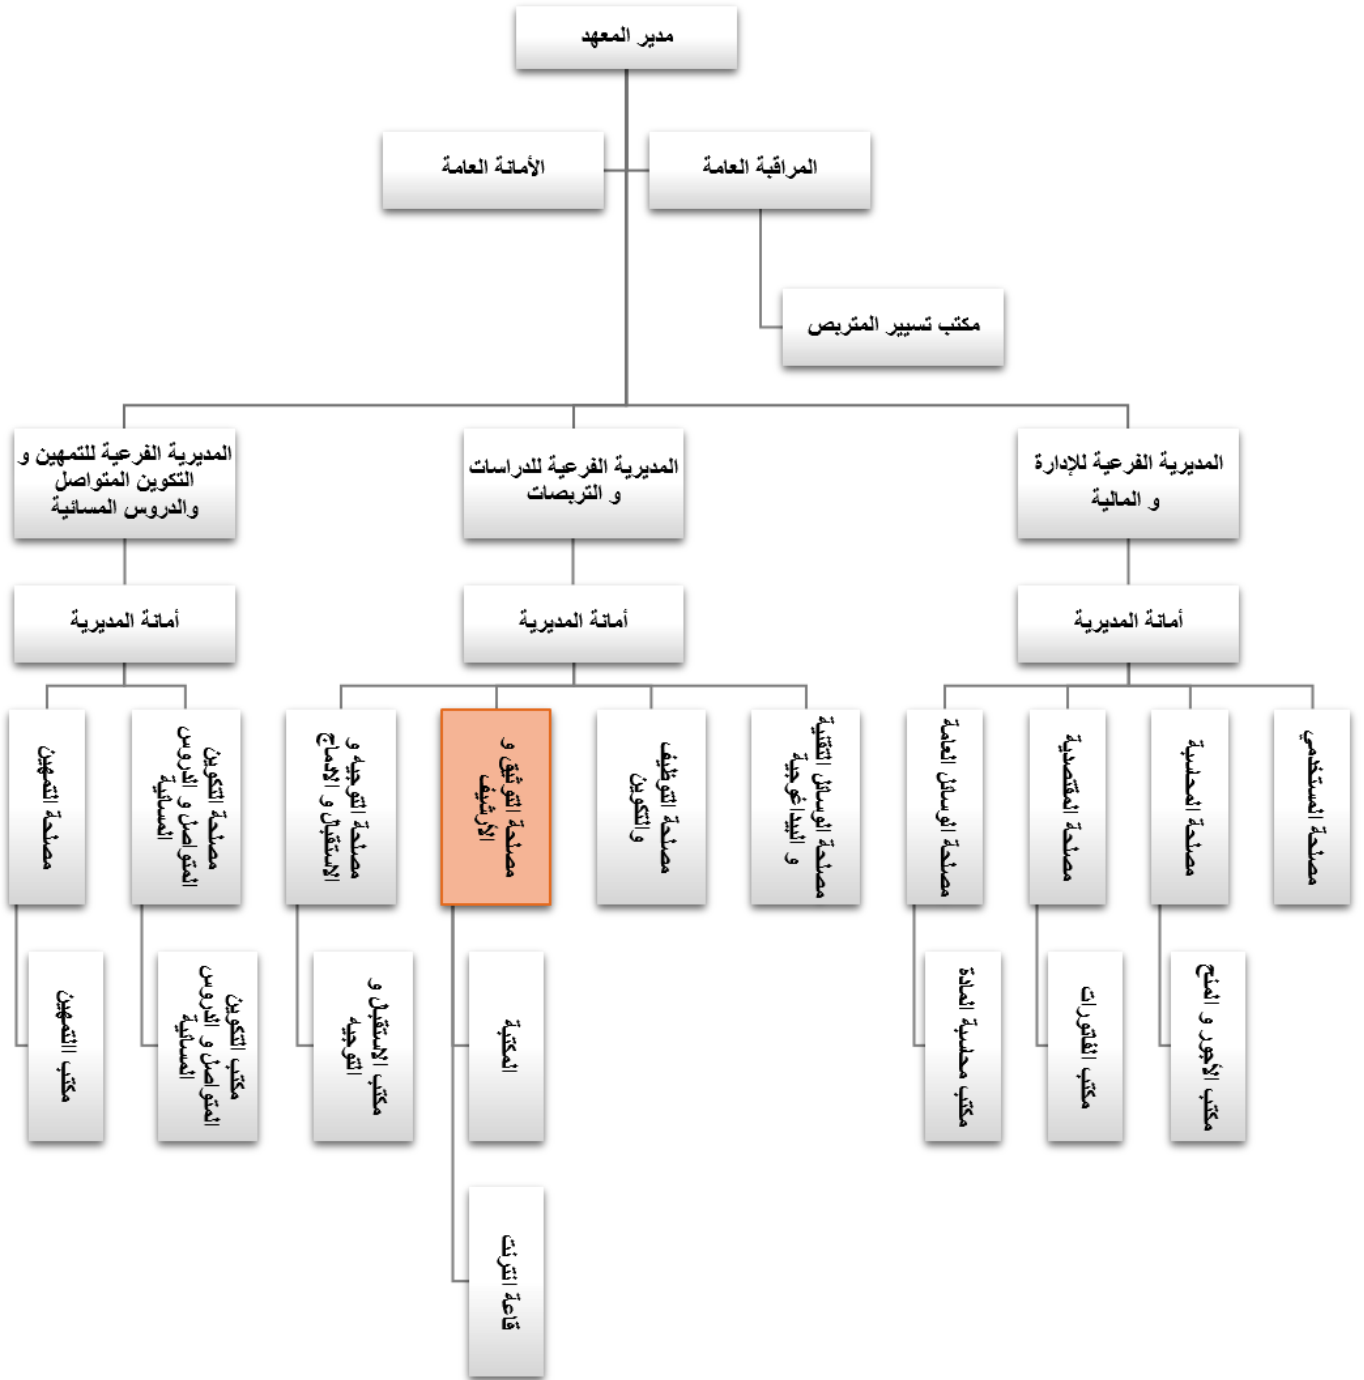 مدير المعهد
المراقبة العامة
الأمانة العامة
مكتب تسيير المتربص
المديرية الفرعية للإدارة
و المالية
المديرية الفرعية للدراسات
و التربصات
المديرية الفرعية للتمهين و
التكوين المتواصل
والدروس المسائية
أمانة المديرية
أمانة المديرية
أمانة المديرية
مصلحة المستخدمي
مصلحة المحاسبة
مصلحة المقتصدية
مصلحة الوسائل العامة
مصلحة الوسائل التقنية
و البيداغوجية
مصلحة التوظيف
والتكوين
مصلحة التوثيق و
الأرشيف
مصلحة التوجيه و
الاستقبال و الادماج
مصلحة التكوين
المتواصل و الدروس
المسائية
مصلحة التمهين
مكتب الأجور و المنح
مكتب الفاتورات
مكتب محاسبة المادة
المكتبة
مكتب الاستقبال و
التوجيه
مكتب التكوين
المتواصل و الدروس
المسائية
مكتب االتمهين
قاعة انترنت